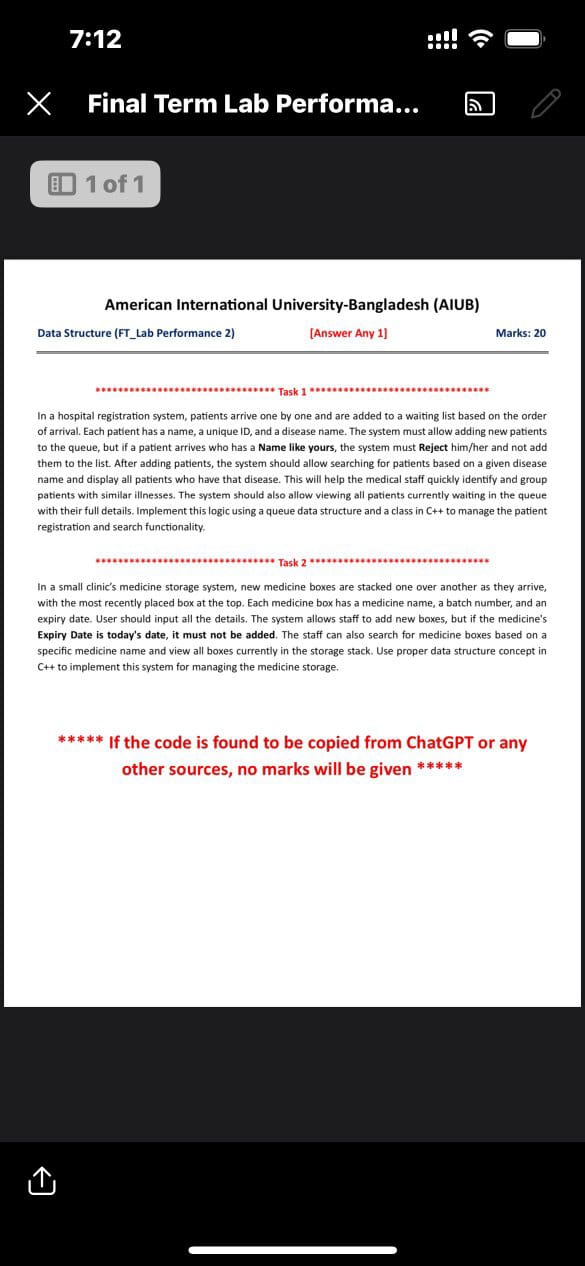 7:12
Final Term Lab Performa...
1 of 1
American International University-Bangladesh (AIUB)
Data Structure (FT_Lab Performance 2) [Answer Any 1] Marks: 20
******************************** Task 1 ********************************
In a hospital registration system, patients arrive one by one and are added to a waiting list based on the order
of arrival. Each patient has a name, a unique ID, and a disease name. The system must allow adding new patients
to the queue, but if a patient arrives who has a Name like yours, the system must Reject him/her and not add
them to the list. After adding patients, the system should allow searching for patients based on a given disease
name and display all patients who have that disease. This will help the medical staff quickly identify and group
patients with similar illnesses. The system should also allow viewing all patients currently waiting in the queue
with their full details. Implement this logic using a queue data structure and a class in C++ to manage the patient
registration and search functionality.
******************************** Task 2 ********************************
In a small clinic's medicine storage system, new medicine boxes are stacked one over another as they arrive,
with the most recently placed box at the top. Each medicine box has a medicine name, a batch number, and an
expiry date. User should input all the details. The system allows staff to add new boxes, but if the medicine's
Expiry Date is today's date, it must not be added. The staff can also search for medicine boxes based on a
specific medicine name and view all boxes currently in the storage stack. Use proper data structure concept in
C++ to implement this system for managing the medicine storage.
***** If the code is found to be copied from ChatGPT or any
other sources, no marks will be given *****